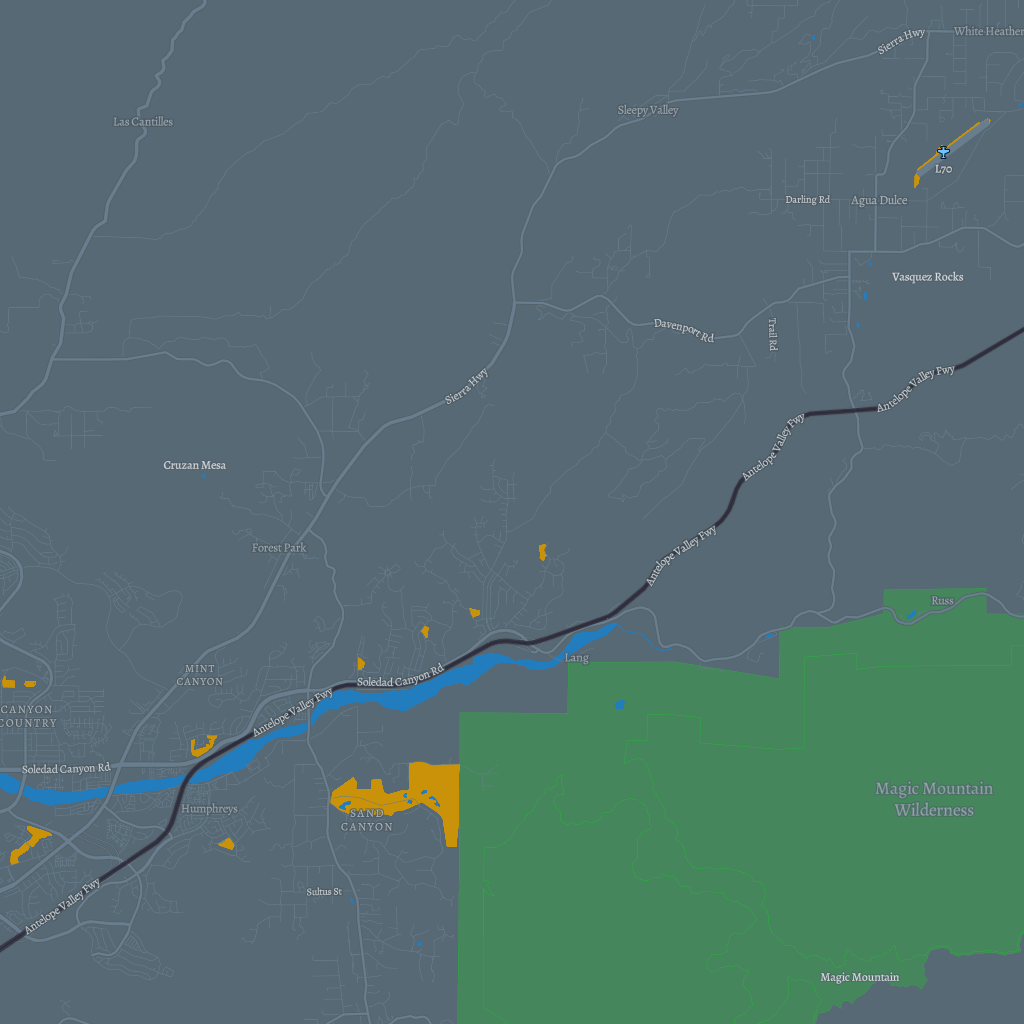 White Heather
Sierra Hwy
Sleepy Valley
Las Cantilles
L70
Darling Rd
Agua Dulce
Vasquez Rocks
Davenport Rd
Trail Rd
Antelope Valley Fwy
Sierra Hwy
Antelope Valley Fwy
Cruzan Mesa
Forest Park
Antelope Valley Fwy
Russ
Lang
MINT
CANYON
Soledad Canyon Rd
Antelope Valley Fwy
CANYON
COUNTRY
Soledad Canyon Rd
Magic Mountain
Wilderness
Humphreys
SAND
CANYON
Sultus St
Antelope Valley Fwy
Magic Mountain